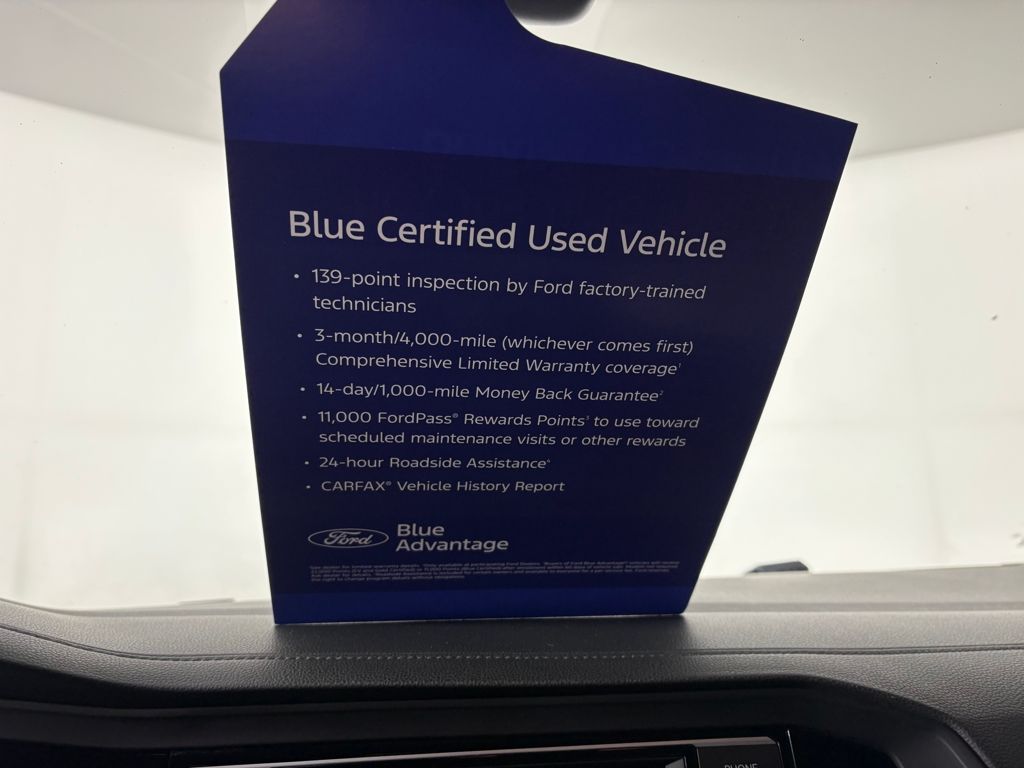 Blue Certified Used Vehicle
• 139-point inspection by Ford factory-trained
technicians
• 3-month/4,000-mile (whichever comes first)
Comprehensive Limited Warranty coverage¹
• 14-day/1,000-mile Money Back Guarantee²
• 11,000 FordPass® Rewards Points³ to use toward
scheduled maintenance visits or other rewards
• 24-hour Roadside Assistance⁴
• CARFAX® Vehicle History Report
Ford
Blue
Advantage
PHONE